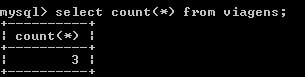 mysql> select count(*) from viagens;
+----------+
| count(*) |
+----------+
|        3 |
+----------+